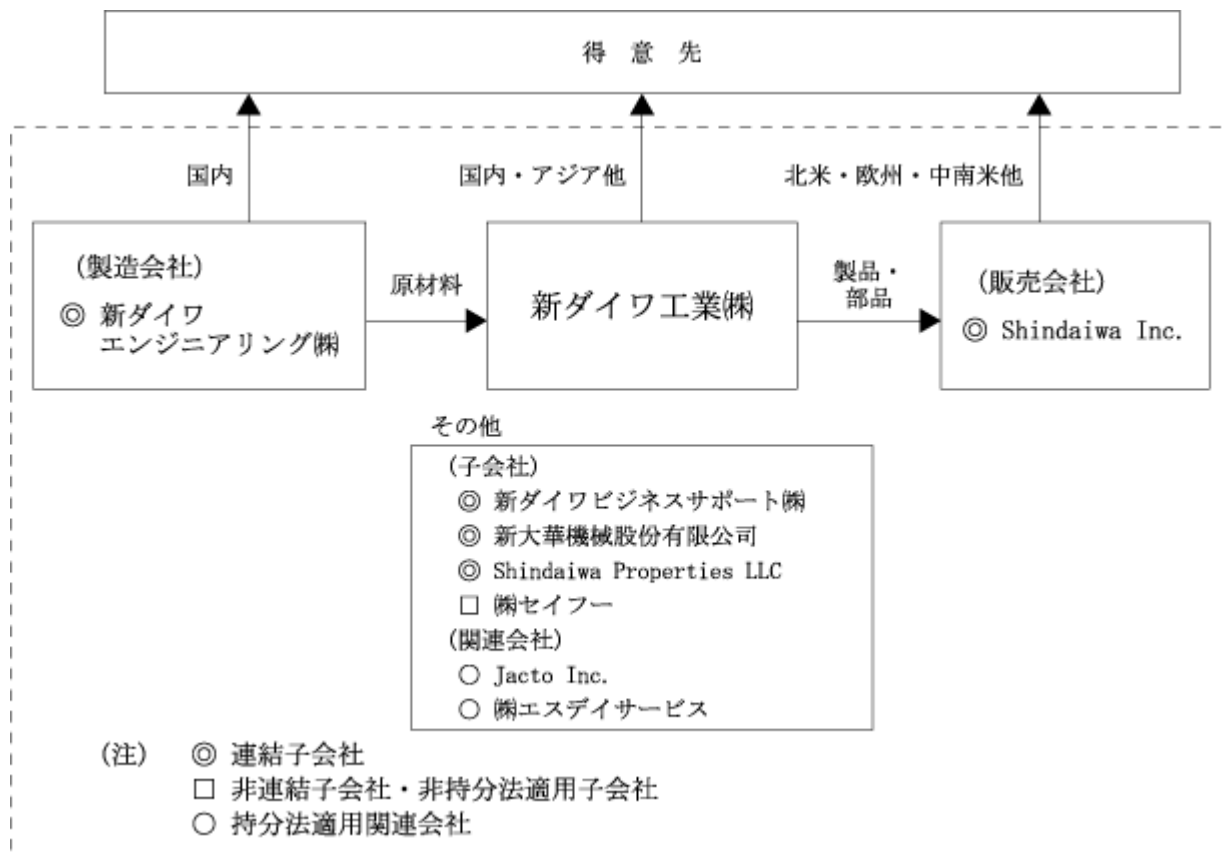 得 意 先
国内
国内・アジア他
北米・欧州・中南米他
(製造会社)
◎ 新ダイワ
エンジニアリング㈱
原材料
新ダイワ工業㈱
製品・
部品
(販売会社)
◎ Shindaiwa Inc.
その他
(子会社)
◎ 新ダイワビジネスサポート㈱
◎ 新大華機械股份有限公司
◎ Shindaiwa Properties LLC
□ ㈱セイフー
(関連会社)
○ Jacto Inc.
○ ㈱エスデイサービス
(注) ◎ 連結子会社
□ 非連結子会社・非持分法適用子会社
○ 持分法適用関連会社